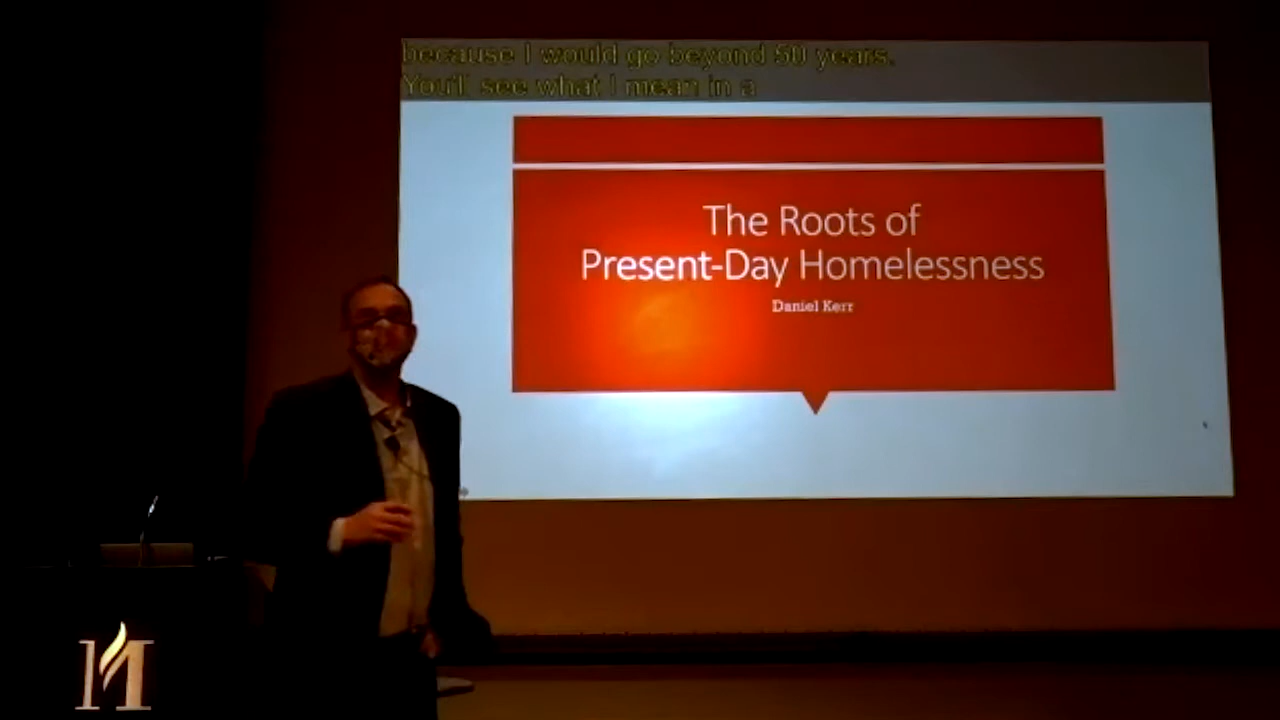 because I would go beyond 50 years.
You'll see what I mean in a
The Roots of
Present-Day Homelessness
Daniel Kerr
M